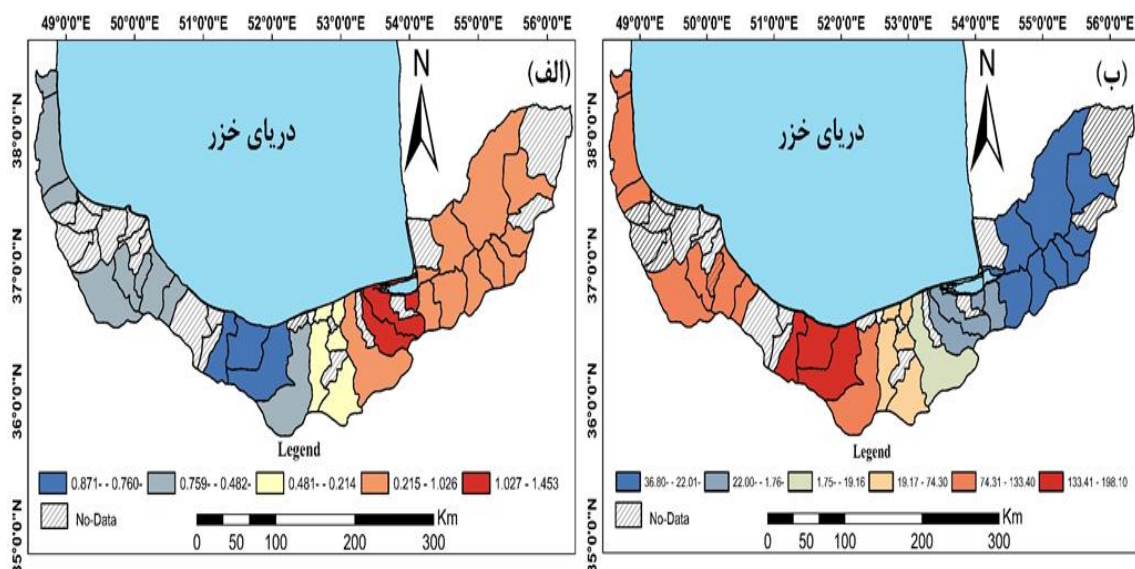 49°0'0"E 50°0'0"E 51°0'0"E 52°0'0"E 53°0'0"E 54°0'0"E 55°0'0"E 56°0'0"E
(الف)
N
دریای خزر
38°0'0"N
37°0'0"N
36°0'0"N
35°0'0"N
Legend
0.871- - 0.760- 0.759- - 0.482- 0.481- - 0.214 0.215 - 1.026 1.027 - 1.453
No-Data
Km
0 50 100 200 300
49°0'0"E 50°0'0"E 51°0'0"E 52°0'0"E 53°0'0"E 54°0'0"E 55°0'0"E 56°0'0"E
(ب)
N
دریای خزر
38°0'0"N
37°0'0"N
36°0'0"N
35°0'0"N
Legend
36.80- - 22.01- 22.00- - 1.76- 1.75- - 19.16 19.17 - 74.30 74.31 - 133.40 133.41 - 198.10
No-Data
Km
0 50 100 200 300